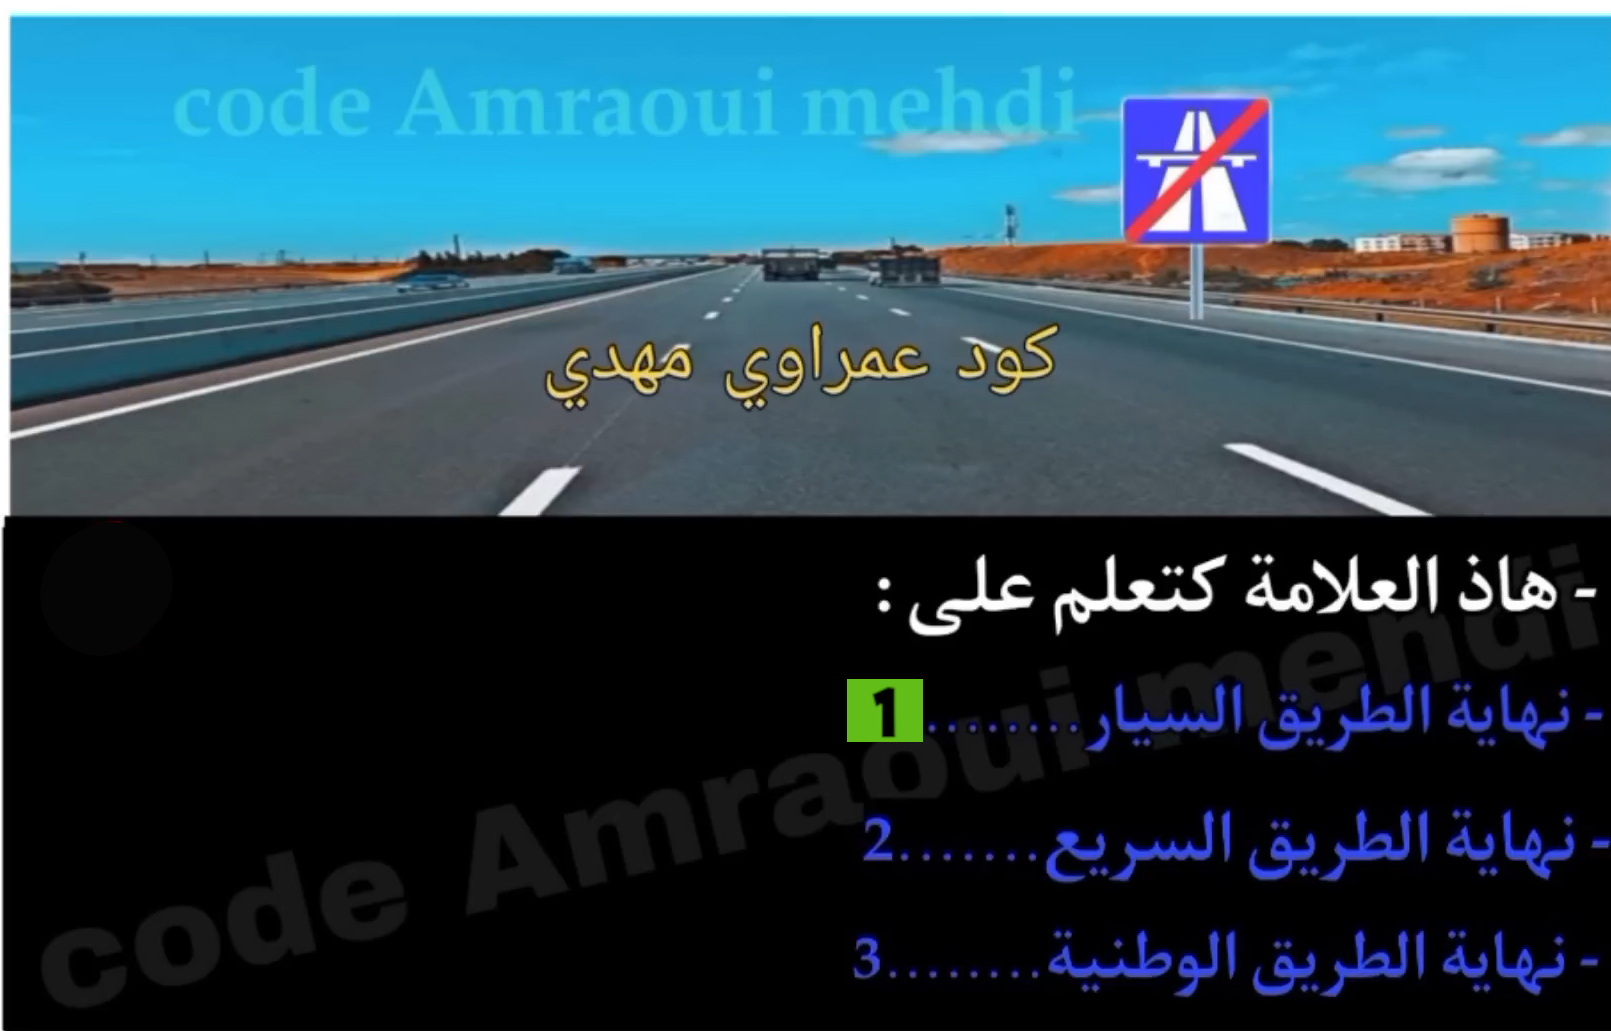 code Amraoui mehdi
كود عمراوي مهدي
- هاذ العلامة كتعلم على :
- نهاية الطريق السيار........1
- نهاية الطريق السريع.......2
- نهاية الطريق الوطنية........3
code Amraoui mehdi